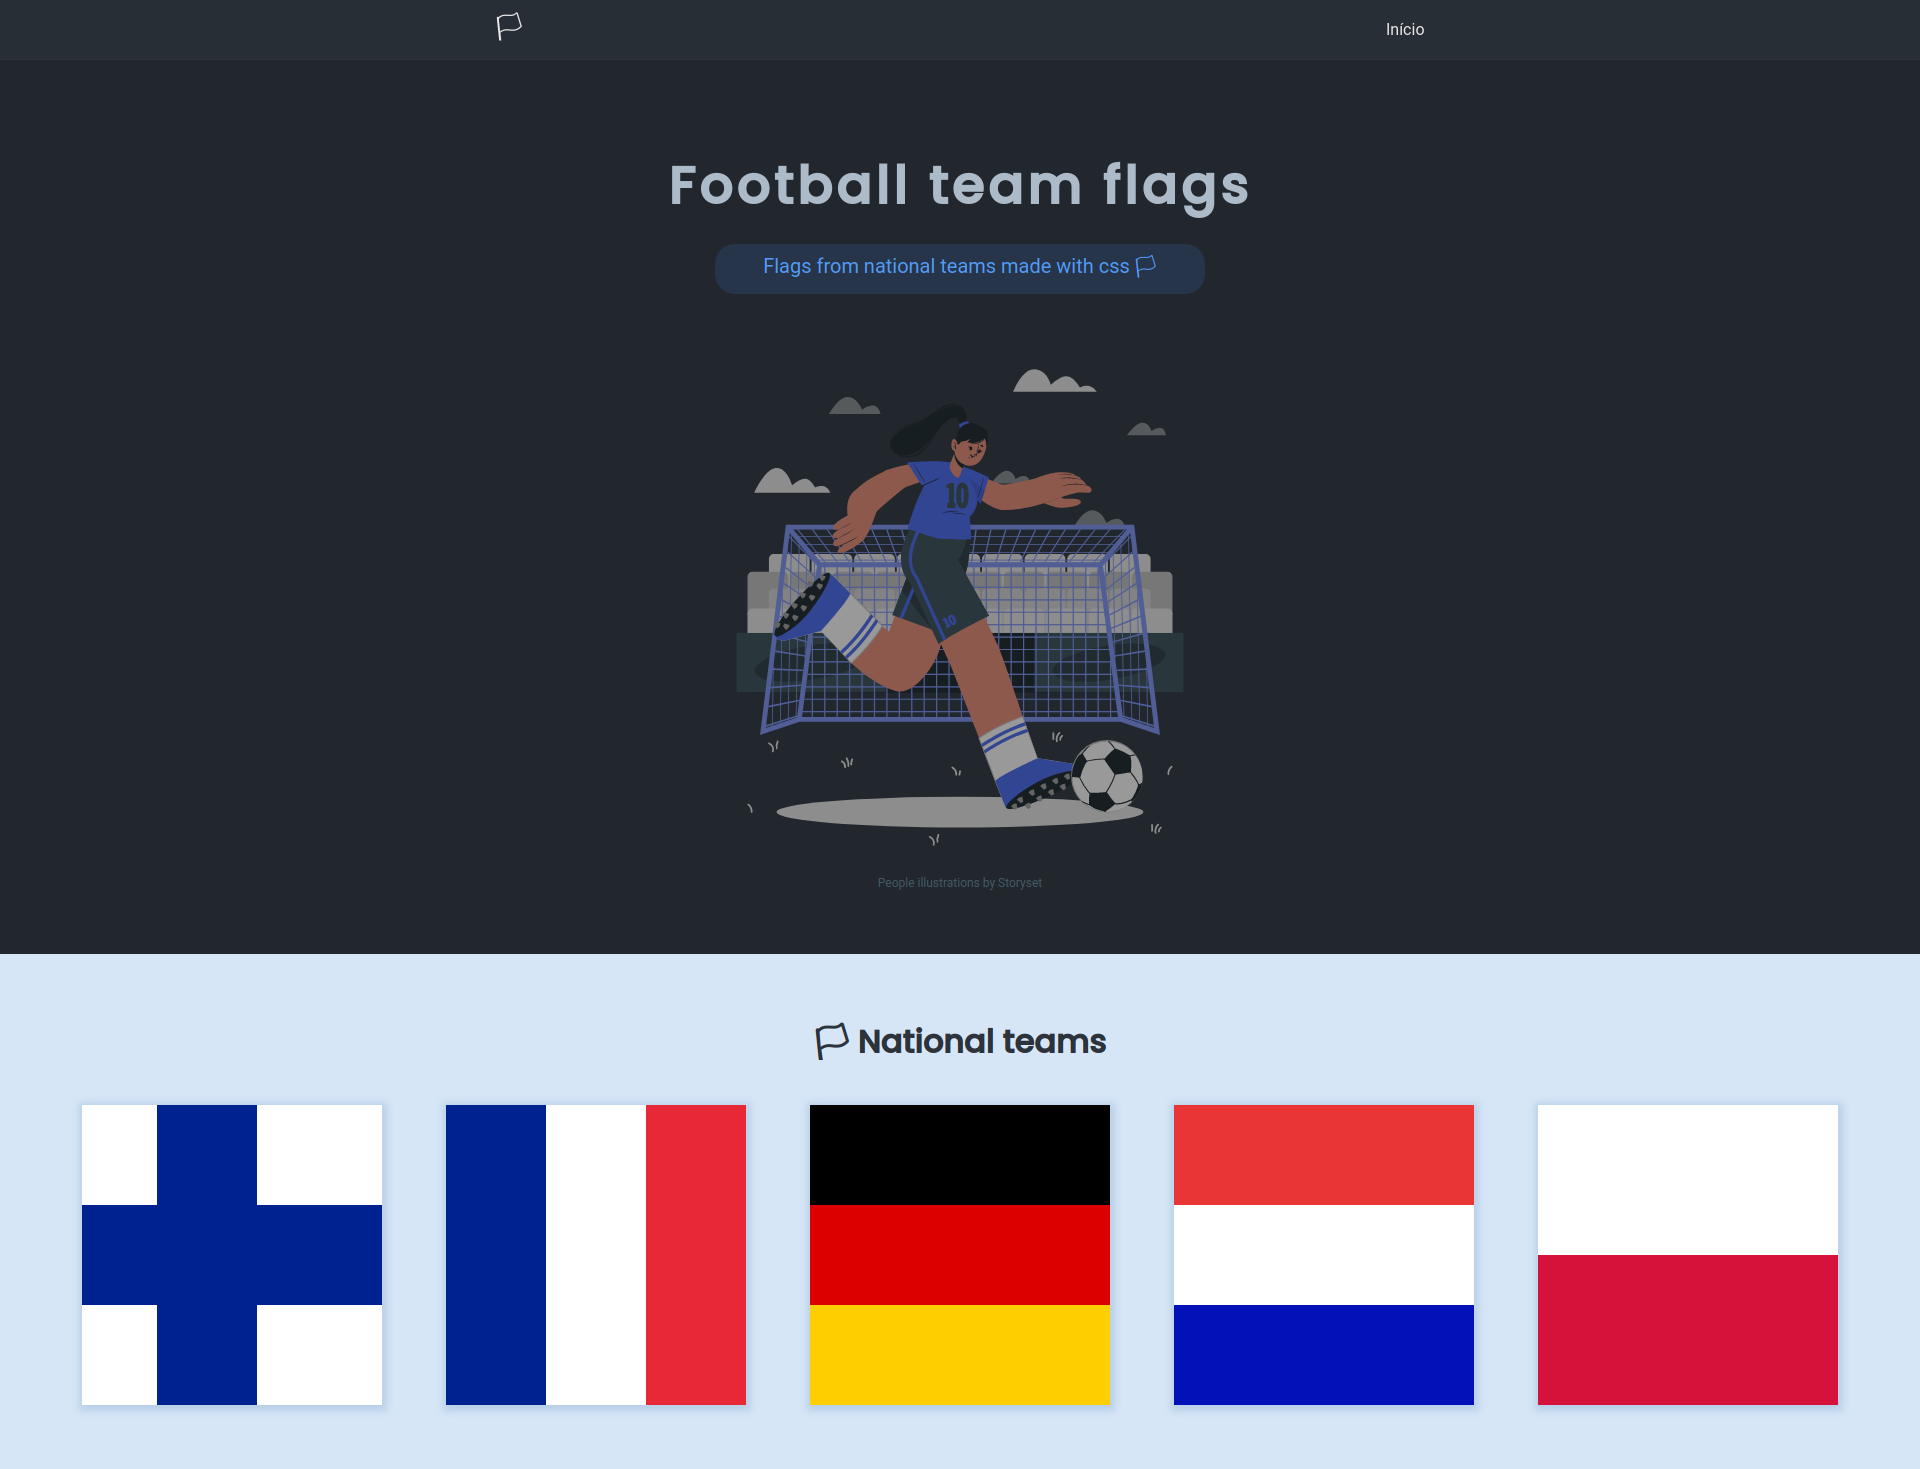 Início
Football team flags
Flags from national teams made with css
10
10
People illustrations by Storyset
National teams